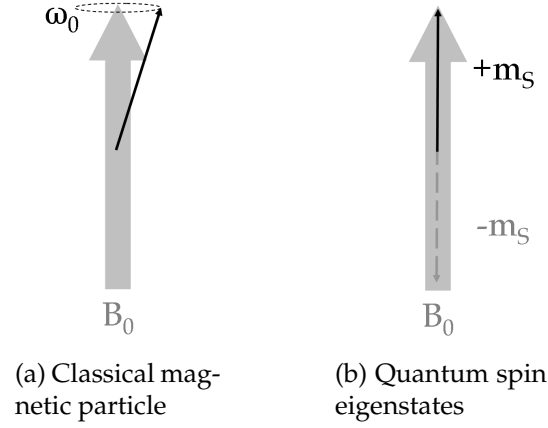 ω₀
+mₛ
-mₛ
B₀
B₀
(a) Classical mag-
netic particle
(b) Quantum spin
eigenstates